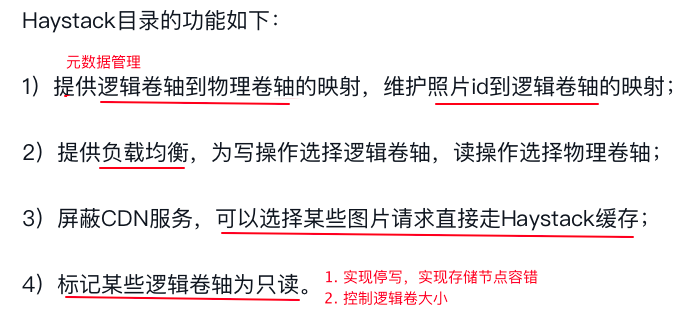 Haystack目录的功能如下：
元数据管理
1）提供逻辑卷轴到物理卷轴的映射，维护照片id到逻辑卷轴的映射；
2）提供负载均衡，为写操作选择逻辑卷轴，读操作选择物理卷轴；
3）屏蔽CDN服务，可以选择某些图片请求直接走Haystack缓存；
4）标记某些逻辑卷轴为只读。
1. 实现停写，实现存储节点容错
2. 控制逻辑卷大小